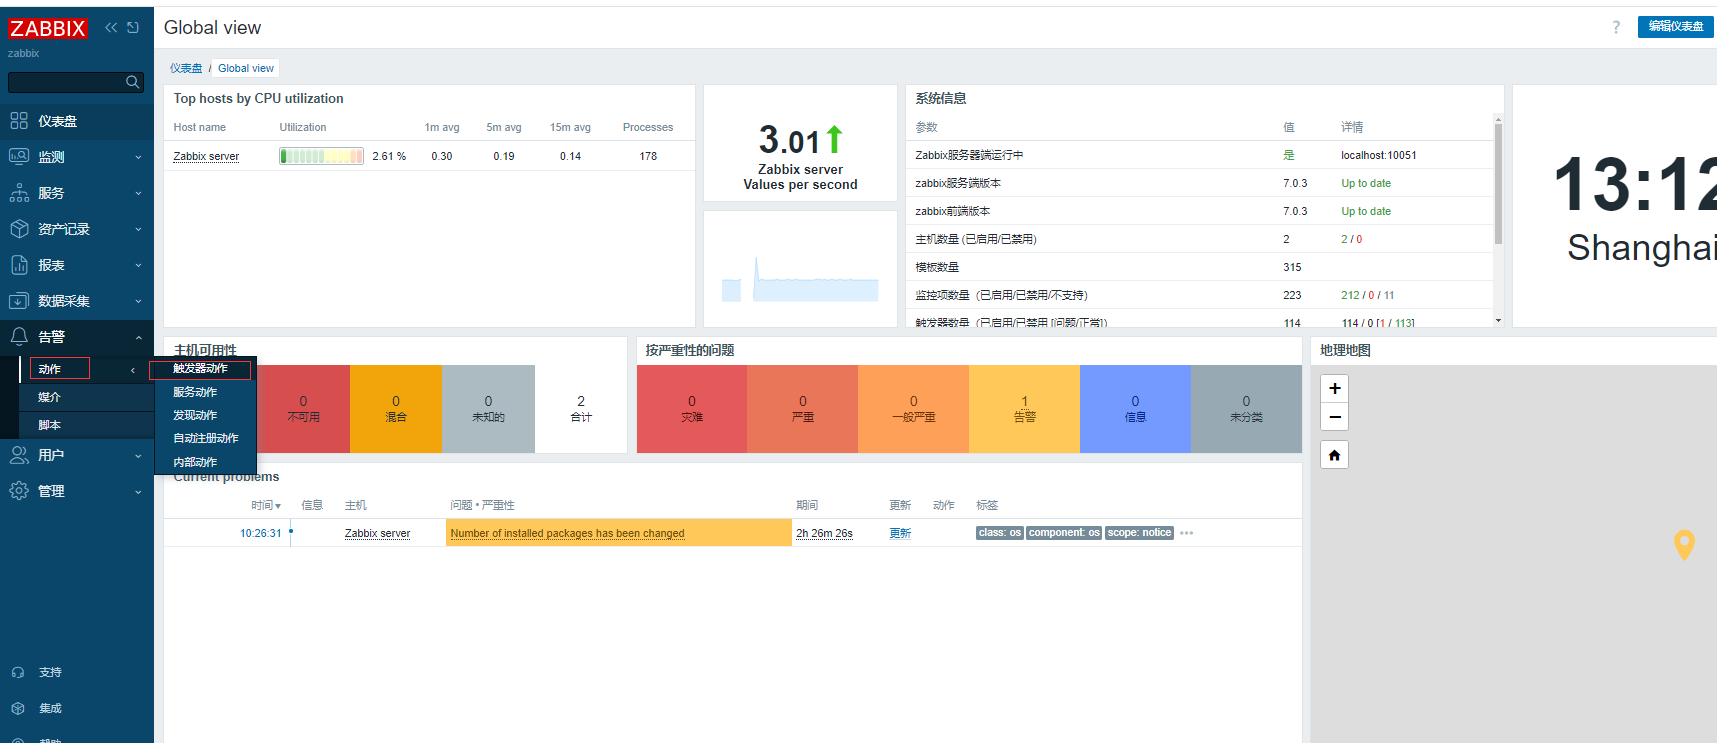 ZABBIX
zabbix
仪表盘
监测
服务
资产记录
报表
数据采集
告警
动作
媒介
脚本
用户
管理
支持
集成
触发器动作
服务动作
发现动作
自动注册动作
内部动作
Global view
? 编辑仪表盘
仪表盘 / Global view
Top hosts by CPU utilization
Host name Utilization 1m avg 5m avg 15m avg Processes
Zabbix server 2.61 % 0.30 0.19 0.14 178
3.01
Zabbix server
Values per second
系统信息
参数 值 详情
Zabbix服务器端运行中 是 localhost:10051
zabbix服务端版本 7.0.3 Up to date
zabbix前端版本 7.0.3 Up to date
主机数量 (已启用/已禁用) 2 2 / 0
模板数量 315
监控项数量（已启用/已禁用/不支持） 223 212 / 0 / 11
触发器数量（已启用/已禁用 [问题/正常]） 114 114 / 0 [1 / 113]
13:12
Shanghai
主机可用性
0 不可用
0 混合
0 未知的
2 合计
按严重性的问题
0 灾难
0 严重
0 一般严重
1 告警
0 信息
0 未分类
地理地图
+
−
Current problems
时间 信息 主机 问题 • 严重性 期间 更新 动作 标签
10:26:31 Zabbix server Number of installed packages has been changed 2h 26m 26s 更新 class: os component: os scope: notice •••